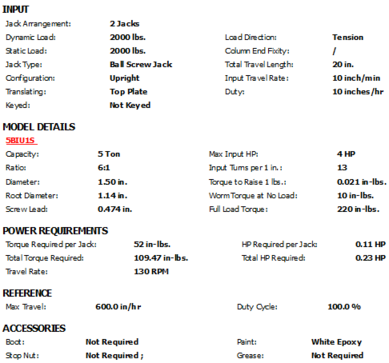 INPUT
Jack Arrangement: 2 Jacks
Dynamic Load: 2000 lbs. Load Direction: Tension
Static Load: 2000 lbs. Column End Fixity: /
Jack Type: Ball Screw Jack Total Travel Length: 20 in.
Configuration: Upright Input Travel Rate: 10 inch/min
Translating: Top Plate Duty: 10 inches/hr
Keyed: Not Keyed
MODEL DETAILS
5BIU1S
Capacity: 5 Ton Max Input HP: 4 HP
Ratio: 6:1 Input Turns per 1 in.: 13
Diameter: 1.50 in. Torque to Raise 1 lbs.: 0.021 in-lbs.
Root Diameter: 1.14 in. Worm Torque at No Load: 10 in-lbs.
Screw Lead: 0.474 in. Full Load Torque: 220 in-lbs.
POWER REQUIREMENTS
Torque Required per Jack: 52 in-lbs. HP Required per Jack: 0.11 HP
Total Torque Required: 109.47 in-lbs. Total HP Required: 0.23 HP
Travel Rate: 130 RPM
REFERENCE
Max Travel: 600.0 in/hr Duty Cycle: 100.0 %
ACCESSORIES
Boot: Not Required Paint: White Epoxy
Stop Nut: Not Required ; Grease: Not Required